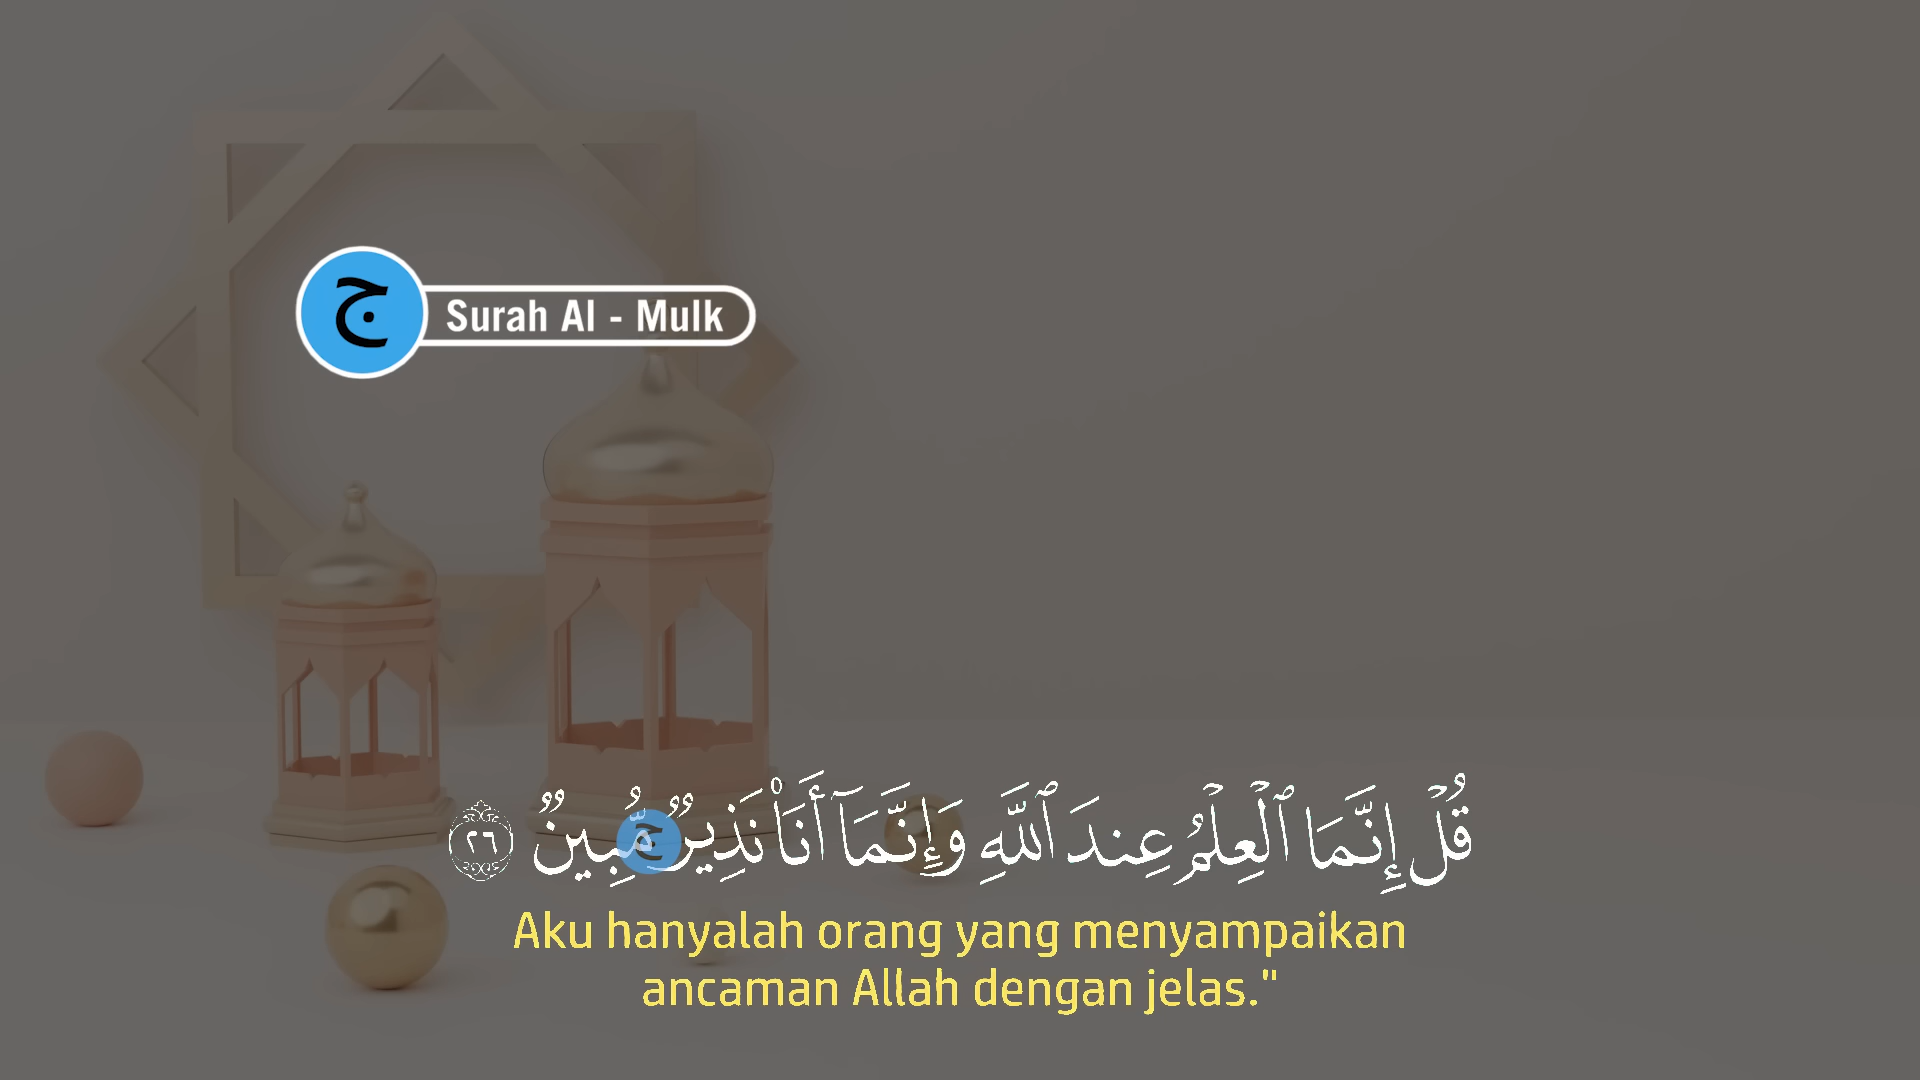 ج
Surah Al - Mulk
قُلْ إِنَّمَا ٱلْعِلْمُ عِندَ ٱللَّهِ وَإِنَّمَآ أَنَا۠ نَذِيرٌ مُّبِينٌ ٢٦
ج
Aku hanyalah orang yang menyampaikan
ancaman Allah dengan jelas."